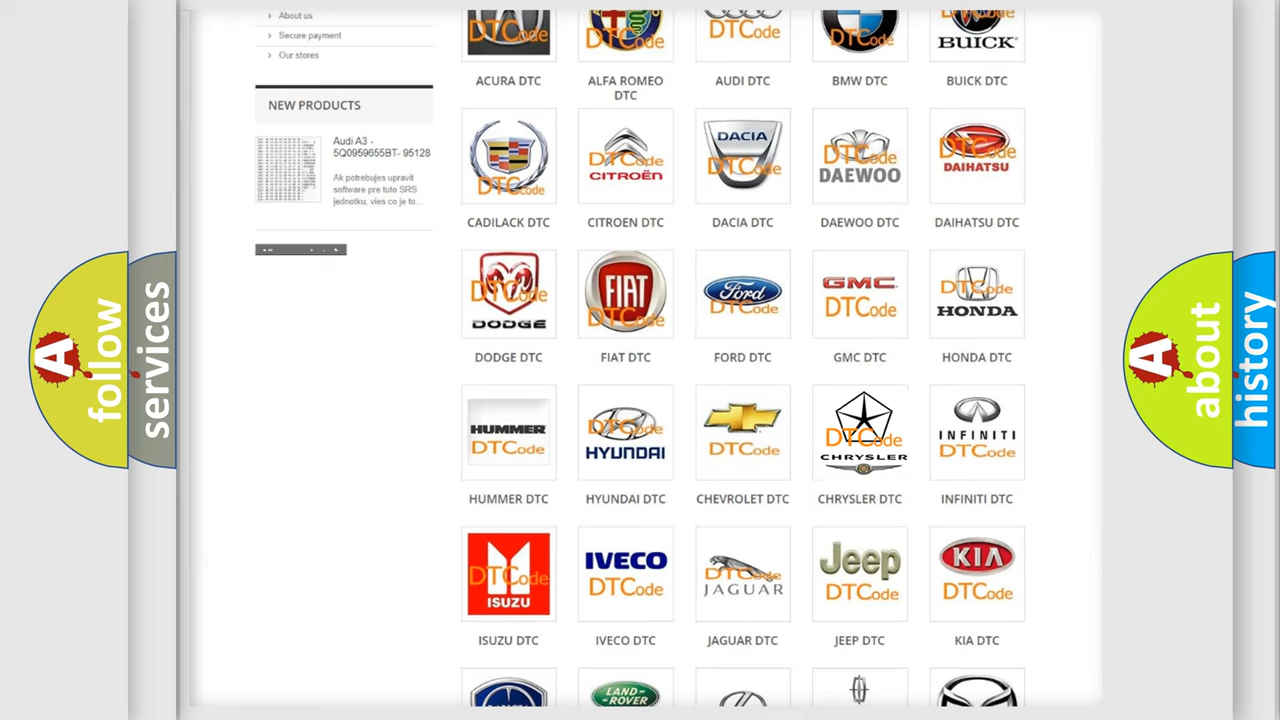 About us
Secure payment
Our stores
NEW PRODUCTS
Audi A3 -
5Q0959655BT- 95128
Ak potrebujes upravit
software pre tuto SRS
jednotku, vies co je to...
DTCode
DTCode
DTCode
DTCode
BUICK
ACURA DTC
ALFA ROMEO
DTC
AUDI DTC
BMW DTC
BUICK DTC
DTCode
DTCode
CITROËN
DACIA
DTCode
DTCode
DAEWOO
DTCode
DAIHATSU
CADILACK DTC
CITROEN DTC
DACIA DTC
DAEWOO DTC
DAIHATSU DTC
DTCode
DODGE
FIAT
DTCode
Ford
DTCode
GMC
DTCode
DTCode
HONDA
DODGE DTC
FIAT DTC
FORD DTC
GMC DTC
HONDA DTC
HUMMER
DTCode
DTCode
HYUNDAI
DTCode
DTCode
CHRYSLER
INFINITI
DTCode
HUMMER DTC
HYUNDAI DTC
CHEVROLET DTC
CHRYSLER DTC
INFINITI DTC
DTCode
ISUZU
IVECO
DTCode
DTCode
JAGUAR
Jeep
DTCode
KIA
DTCode
ISUZU DTC
IVECO DTC
JAGUAR DTC
JEEP DTC
KIA DTC
LAND-
ROVER
A
follow
services
A
about
history